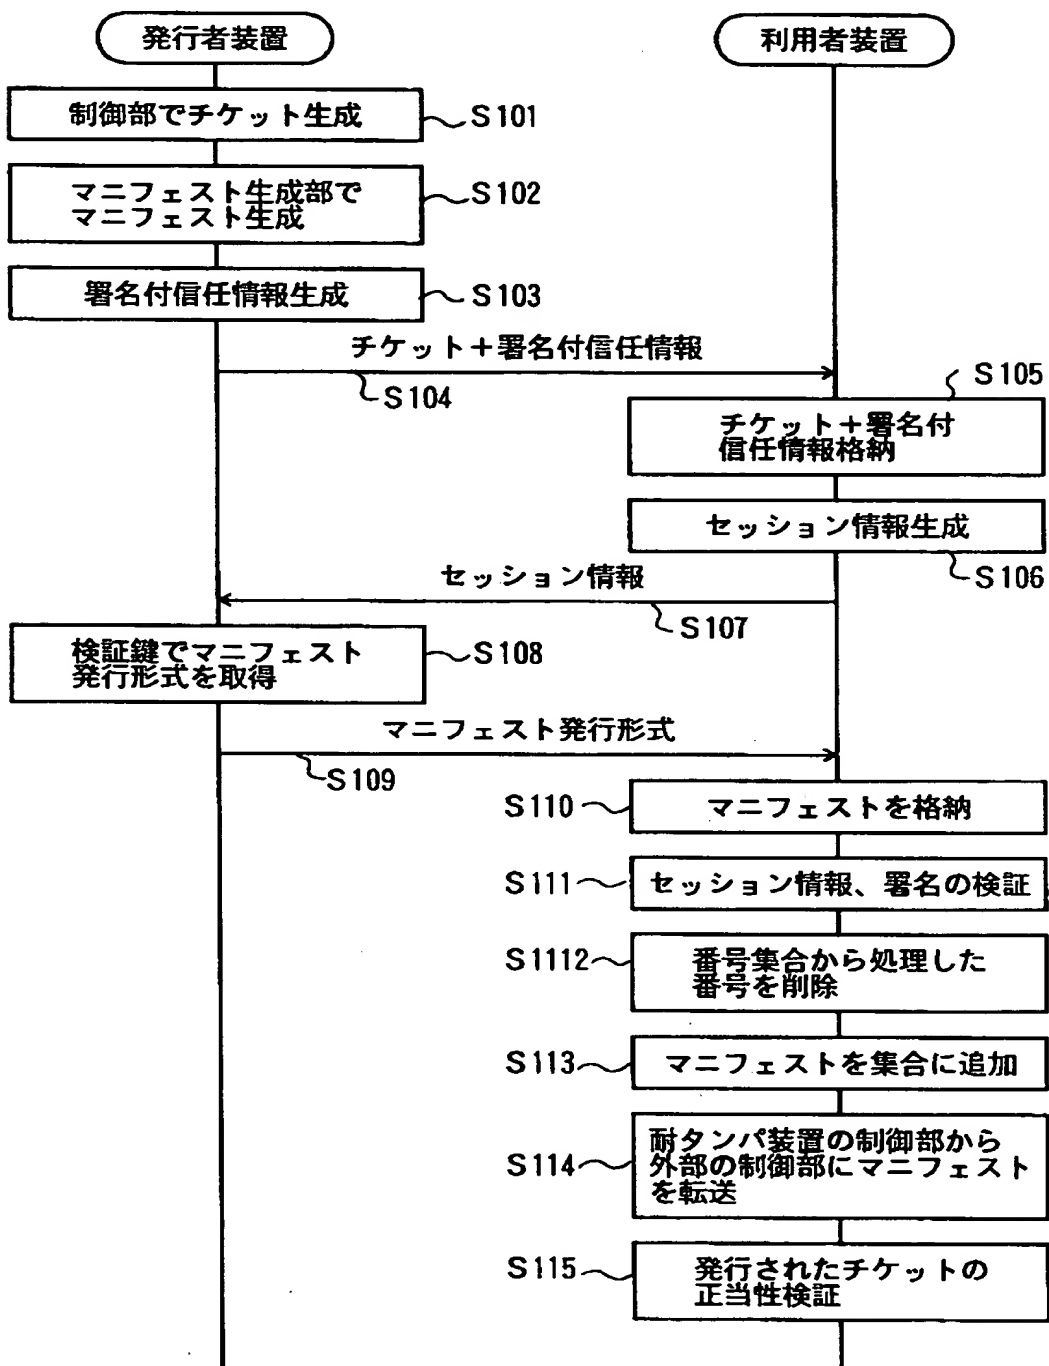 発行者装置
利用者装置
制御部でチケット生成
S101
マニフェスト生成部で
マニフェスト生成
S102
署名付信任情報生成
S103
チケット+署名付信任情報
S104
S105
チケット+署名付
信任情報格納
セッション情報生成
S106
セッション情報
S107
検証鍵でマニフェスト
発行形式を取得
S108
マニフェスト発行形式
S109
S110
マニフェストを格納
S111
セッション情報、署名の検証
S1112
番号集合から処理した
番号を削除
S113
マニフェストを集合に追加
S114
耐タンパ装置の制御部から
外部の制御部にマニフェスト
を転送
S115
発行されたチケットの
正当性検証